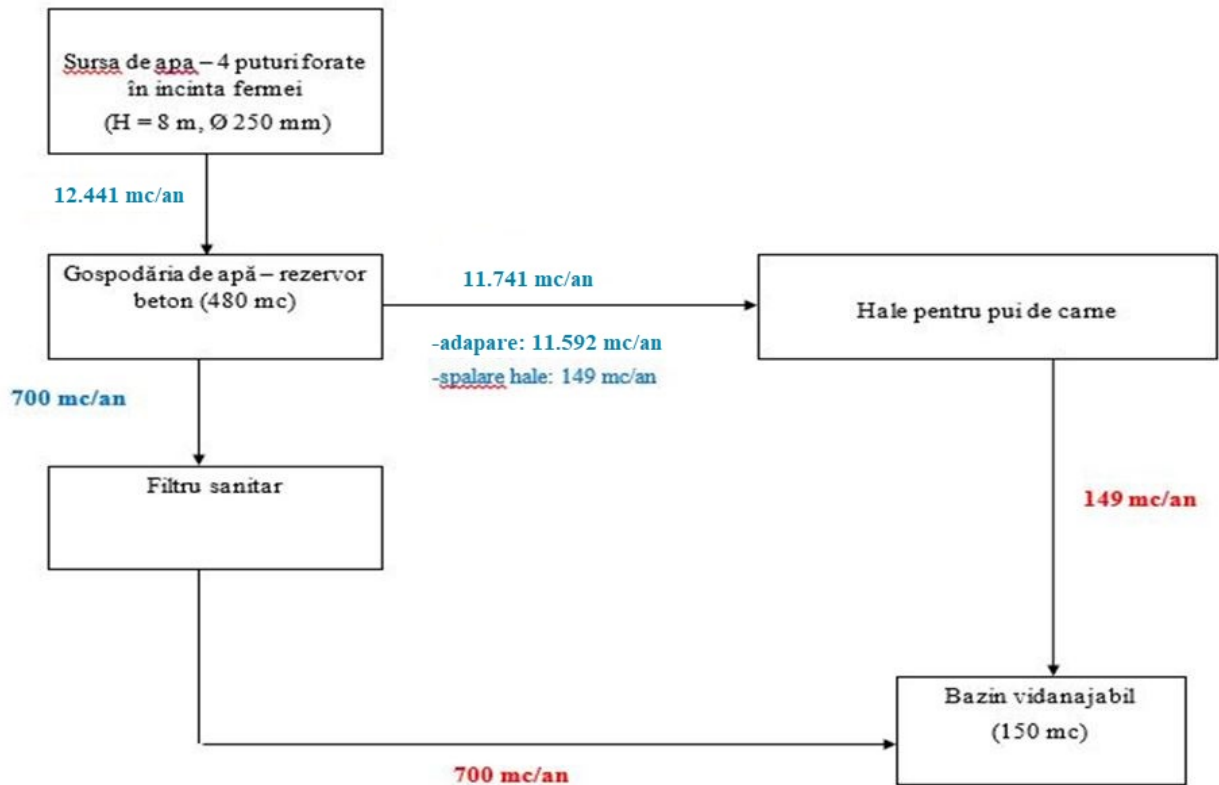 Sursa de apa – 4 puturi forate
în incinta fermei
(H = 8 m, Ø 250 mm)
12.441 mc/an
Gospodăria de apă – rezervor
beton (480 mc)
11.741 mc/an
-adapare: 11.592 mc/an
-spalare hale: 149 mc/an
Hale pentru pui de carne
700 mc/an
Filtru sanitar
149 mc/an
Bazin vidanajabil
(150 mc)
700 mc/an